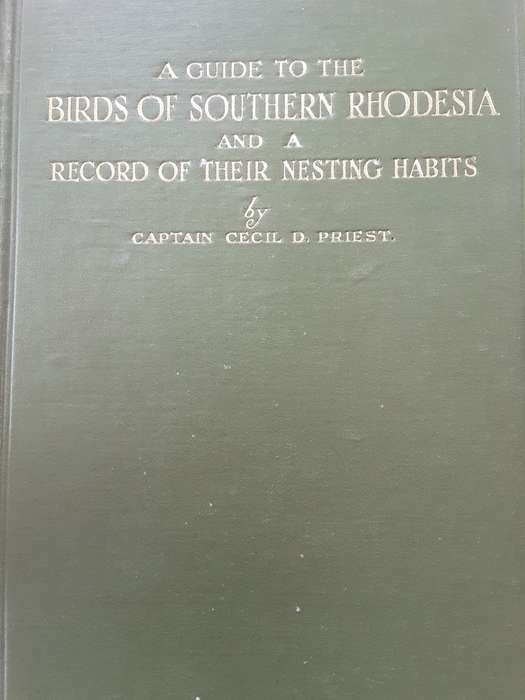 A GUIDE TO THE
BIRDS OF SOUTHERN RHODESIA
AND A
RECORD OF THEIR NESTING HABITS
by
CAPTAIN CECIL D. PRIEST.